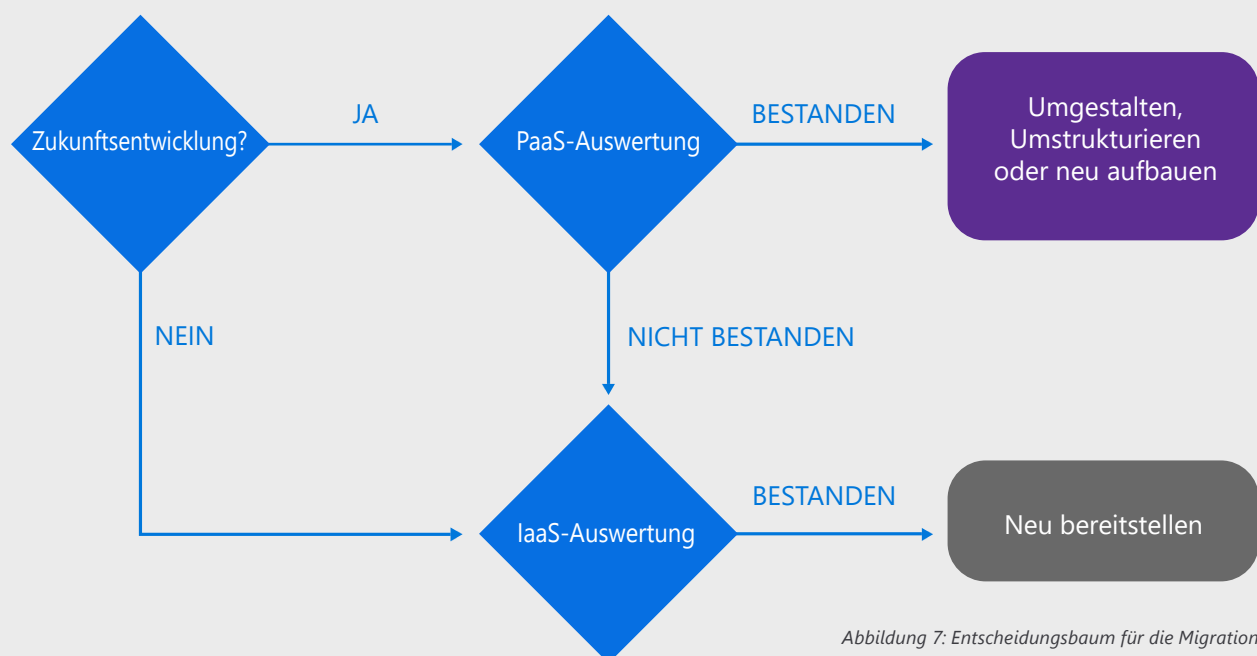 Zukunftsentwicklung?
JA
PaaS-Auswertung
BESTANDEN
Umgestalten,
Umstrukturieren
oder neu aufbauen
NEIN
NICHT BESTANDEN
IaaS-Auswertung
BESTANDEN
Neu bereitstellen
Abbildung 7: Entscheidungsbaum für die Migration